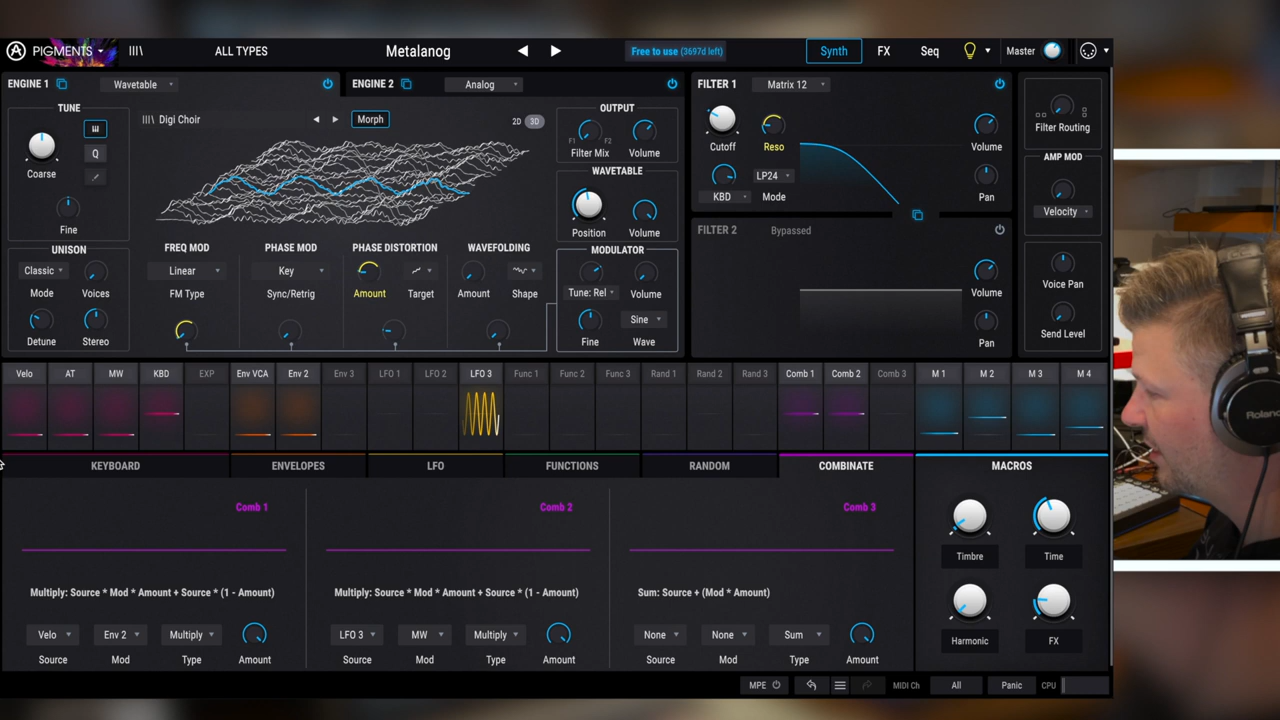 PIGMENTS
ALL TYPES
Metalanog
Free to use (3697d left)
Synth
FX
Seq
Master
ENGINE 1
Wavetable
ENGINE 2
Analog
TUNE
Coarse
Q
Fine
Digi Choir
Morph
2D
3D
OUTPUT
F1
F2
Filter Mix
Volume
WAVETABLE
Position
Volume
UNISON
Classic
Mode
Voices
Detune
Stereo
FREQ MOD
Linear
FM Type
PHASE MOD
Key
Sync/Retrig
PHASE DISTORTION
Amount
Target
WAVEFOLDING
Amount
Shape
MODULATOR
Tune: Rel
Volume
Sine
Fine
Wave
FILTER 1
Matrix 12
Cutoff
Reso
KBD
LP24
Mode
Volume
Pan
FILTER 2
Bypassed
Volume
Pan
Filter Routing
AMP MOD
Velocity
Voice Pan
Send Level
Velo
AT
MW
KBD
EXP
Env VCA
Env 2
Env 3
LFO 1
LFO 2
LFO 3
Func 1
Func 2
Func 3
Rand 1
Rand 2
Rand 3
Comb 1
Comb 2
Comb 3
M 1
M 2
M 3
M 4
KEYBOARD
ENVELOPES
LFO
FUNCTIONS
RANDOM
COMBINATE
MACROS
Comb 1
Multiply: Source * Mod * Amount + Source * (1 - Amount)
Velo
Env 2
Multiply
Source
Mod
Type
Amount
Comb 2
Multiply: Source * Mod * Amount + Source * (1 - Amount)
LFO 3
MW
Multiply
Source
Mod
Type
Amount
Comb 3
Sum: Source + (Mod * Amount)
None
None
Sum
Source
Mod
Type
Amount
Timbre
Time
Harmonic
FX
MPE
MIDI Ch
All
Panic
CPU
Roland